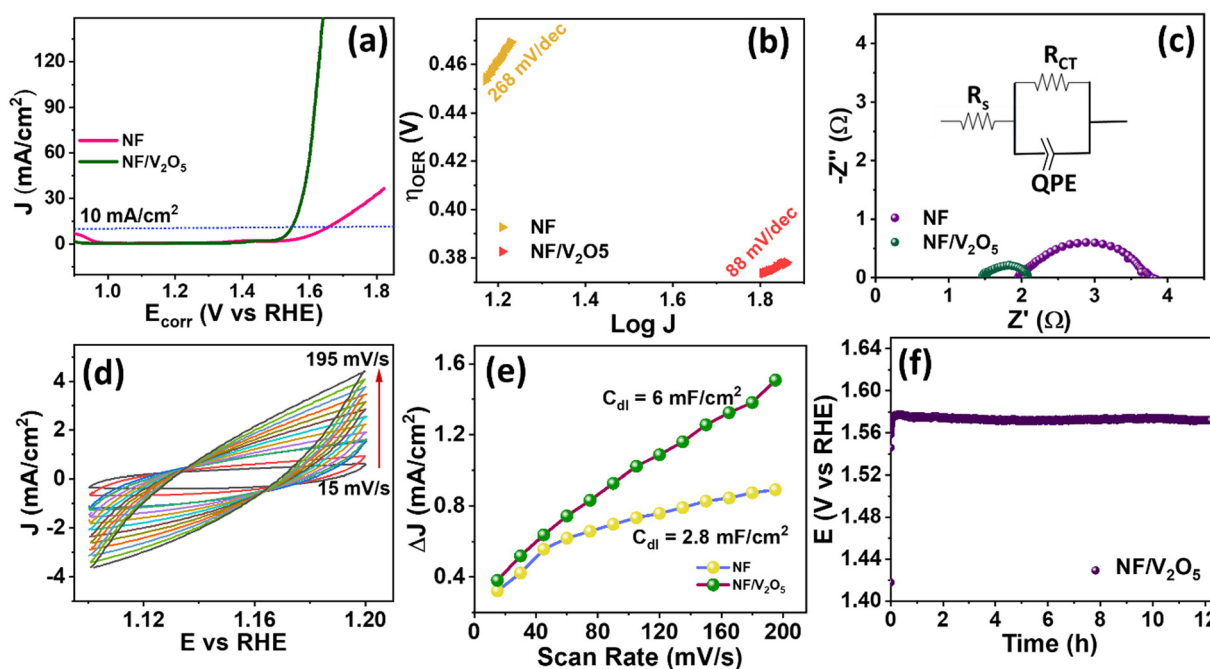 (a)
J (mA/cm²)
120
90
60
30
0
NF
NF/V₂O₅
10 mA/cm²
1.0 1.2 1.4 1.6 1.8
E_corr (V vs RHE)
(b)
η_OER (V)
0.46
0.44
0.42
0.40
0.38
268 mV/dec
88 mV/dec
NF
NF/V₂O5
1.2 1.4 1.6 1.8
Log J
(c)
-Z'' (Ω)
4
3
2
1
0
R_CT
R_s
QPE
NF
NF/V₂O₅
0 1 2 3 4
Z' (Ω)
(d)
J (mA/cm²)
4
2
0
-2
-4
195 mV/s
15 mV/s
1.12 1.16 1.20
E vs RHE
(e)
ΔJ (mA/cm²)
1.6
1.2
0.8
0.4
C_dl = 6 mF/cm²
C_dl = 2.8 mF/cm²
NF
NF/V₂O₅
0 40 80 120 160 200
Scan Rate (mV/s)
(f)
E (V vs RHE)
1.64
1.60
1.56
1.52
1.48
1.44
1.40
NF/V₂O₅
0 2 4 6 8 10 12
Time (h)